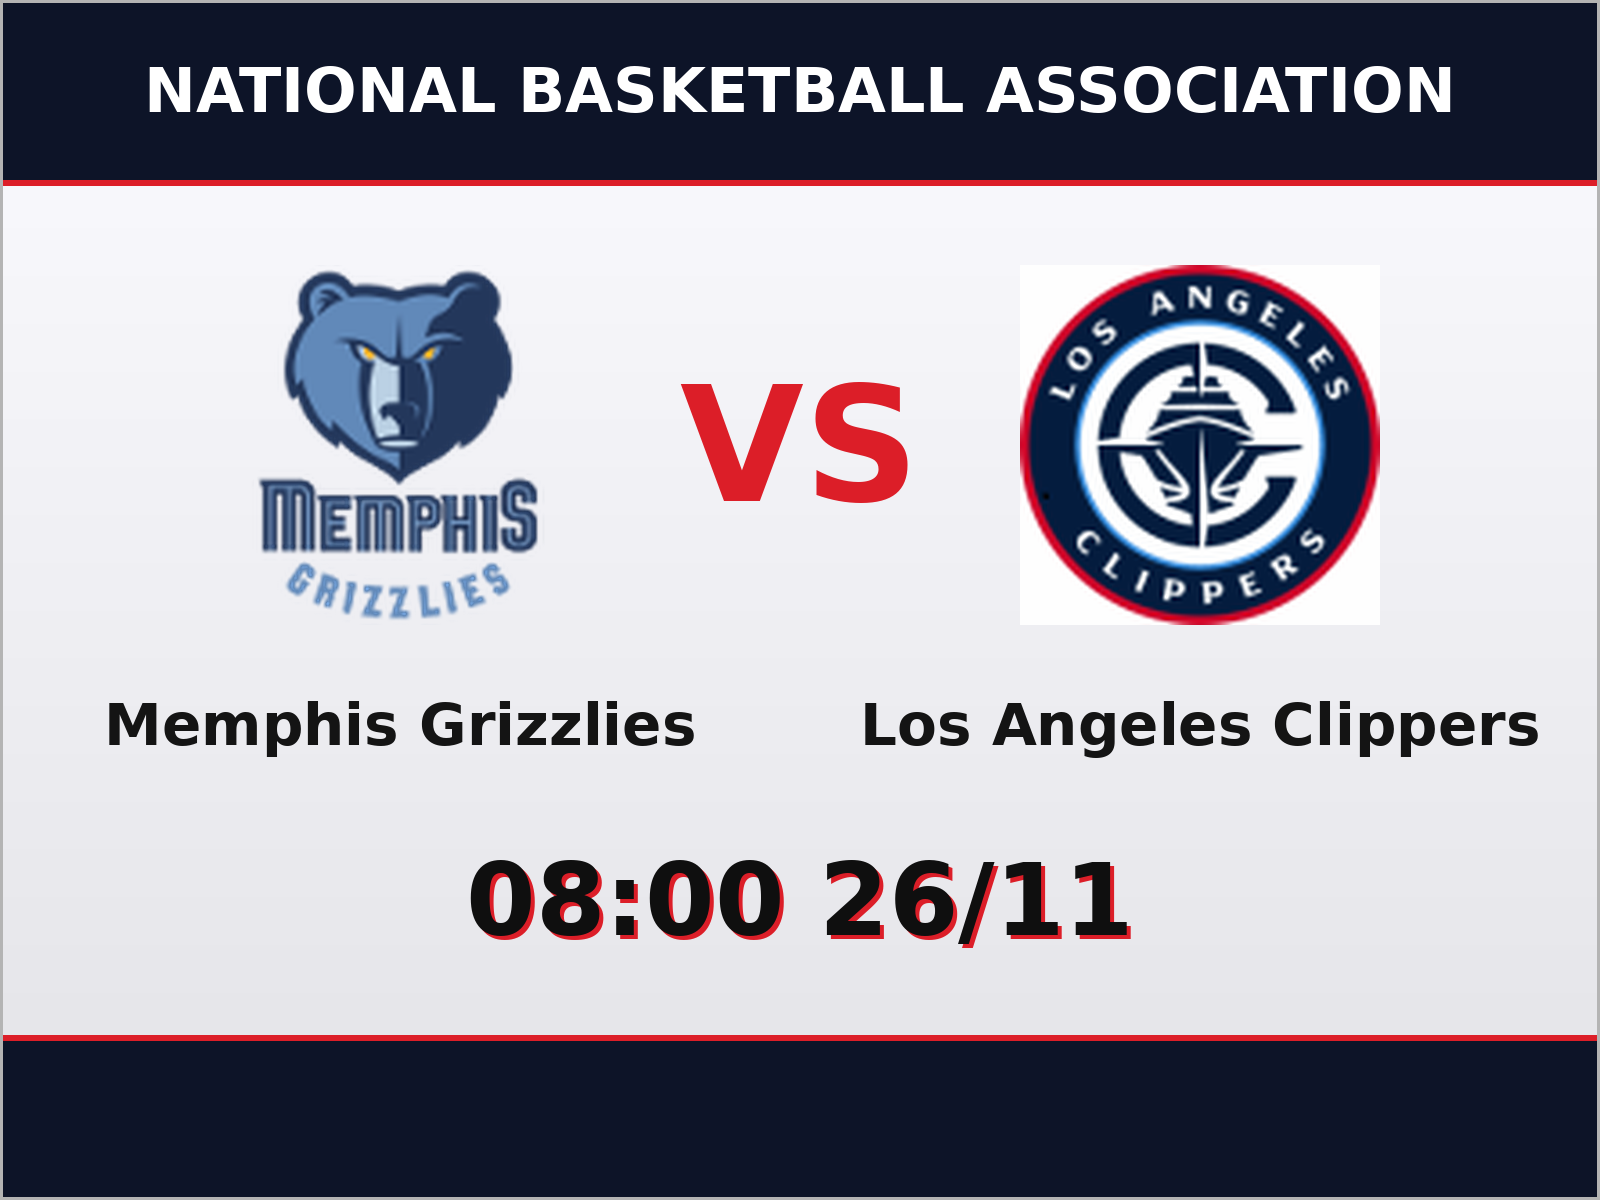 NATIONAL BASKETBALL ASSOCIATION
MEMPHIS
GRIZZLIES
VS
LOS ANGELES
CLIPPERS
Memphis Grizzlies
Los Angeles Clippers
08:00 26/11